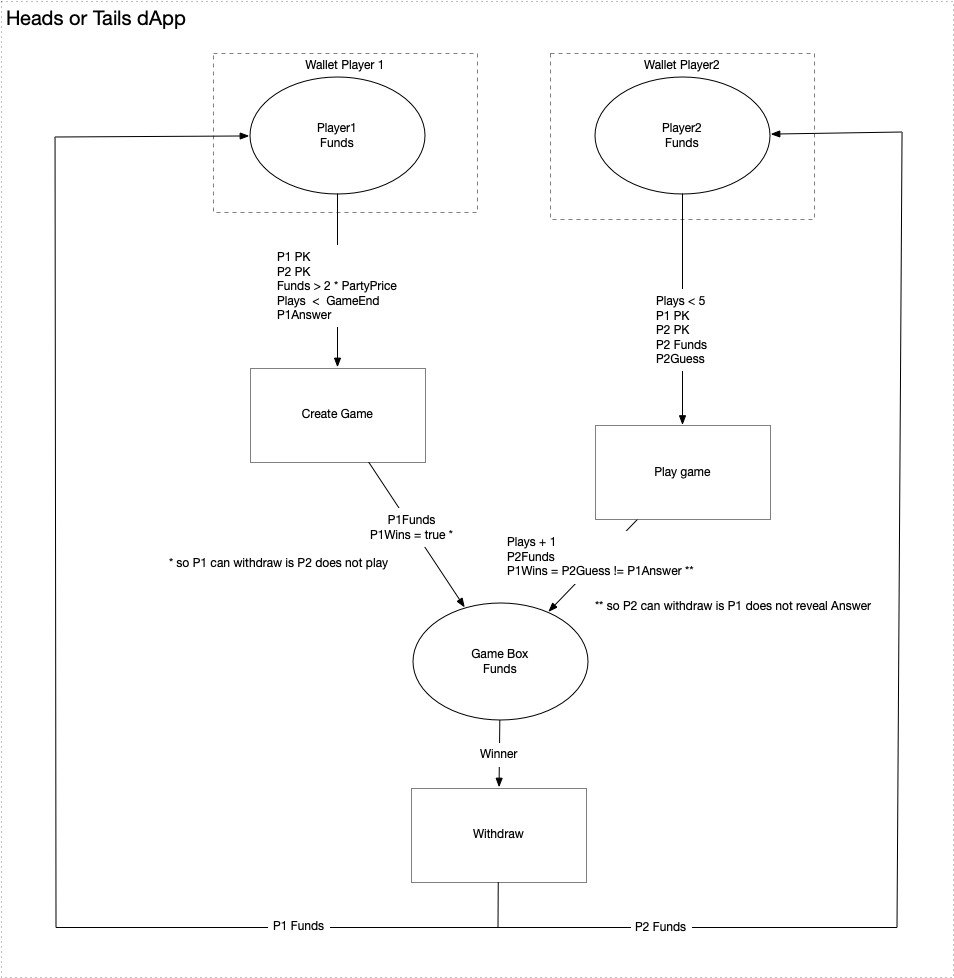 Heads or Tails dApp
Wallet Player 1
Player1
Funds
Wallet Player2
Player2
Funds
P1 PK
P2 PK
Funds > 2 * PartyPrice
Plays < GameEnd
P1Answer
Plays < 5
P1 PK
P2 PK
P2 Funds
P2Guess
Create Game
Play game
P1Funds
P1Wins = true *
* so P1 can withdraw is P2 does not play
Plays + 1
P2Funds
P1Wins = P2Guess != P1Answer **
** so P2 can withdraw is P1 does not reveal Answer
Game Box
Funds
Winner
Withdraw
P1 Funds
P2 Funds